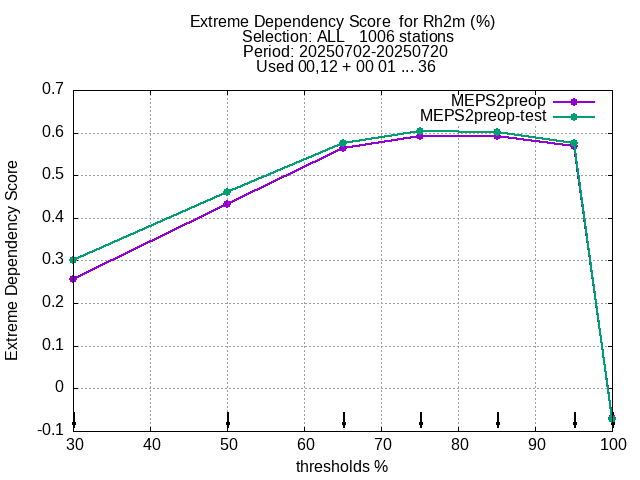 Extreme Dependency Score  for Rh2m (%)
Selection: ALL   1006 stations
Period: 20250702-20250720
Used 00,12 + 00 01 ... 36
MEPS2preop
MEPS2preop-test
0.7
0.6
0.5
0.4
0.3
0.2
0.1
0
-0.1
Extreme Dependency Score
30 40 50 60 70 80 90 100
thresholds %